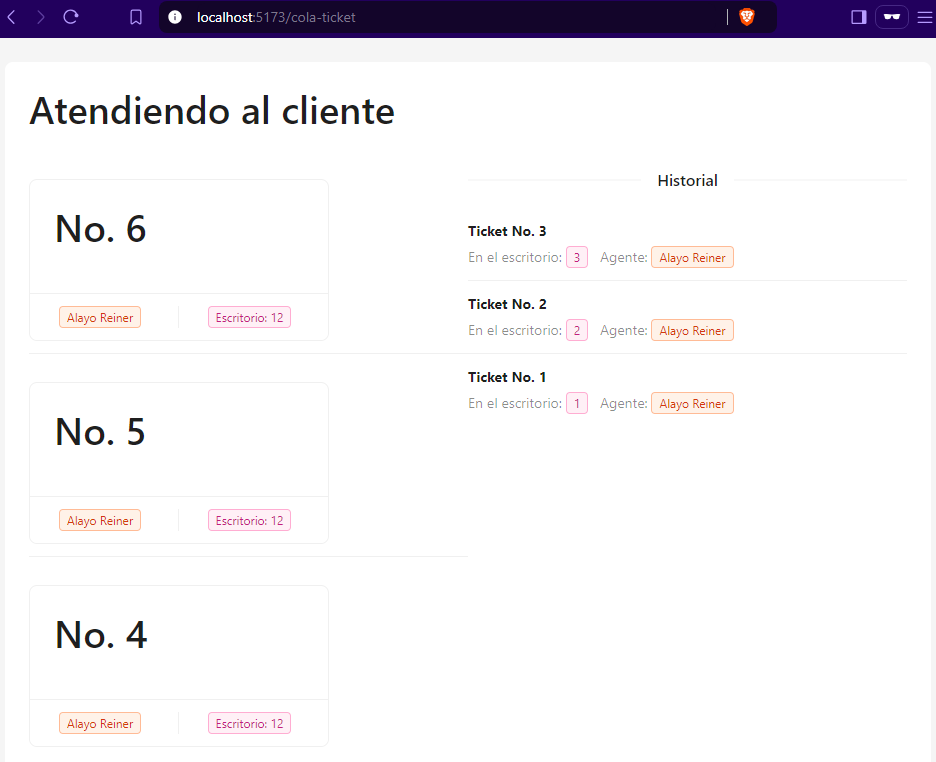 localhost:5173/cola-ticket
Atendiendo al cliente
No. 6
Alayo Reiner
Escritorio: 12
No. 5
Alayo Reiner
Escritorio: 12
No. 4
Alayo Reiner
Escritorio: 12
Historial
Ticket No. 3
En el escritorio: 3 Agente: Alayo Reiner
Ticket No. 2
En el escritorio: 2 Agente: Alayo Reiner
Ticket No. 1
En el escritorio: 1 Agente: Alayo Reiner